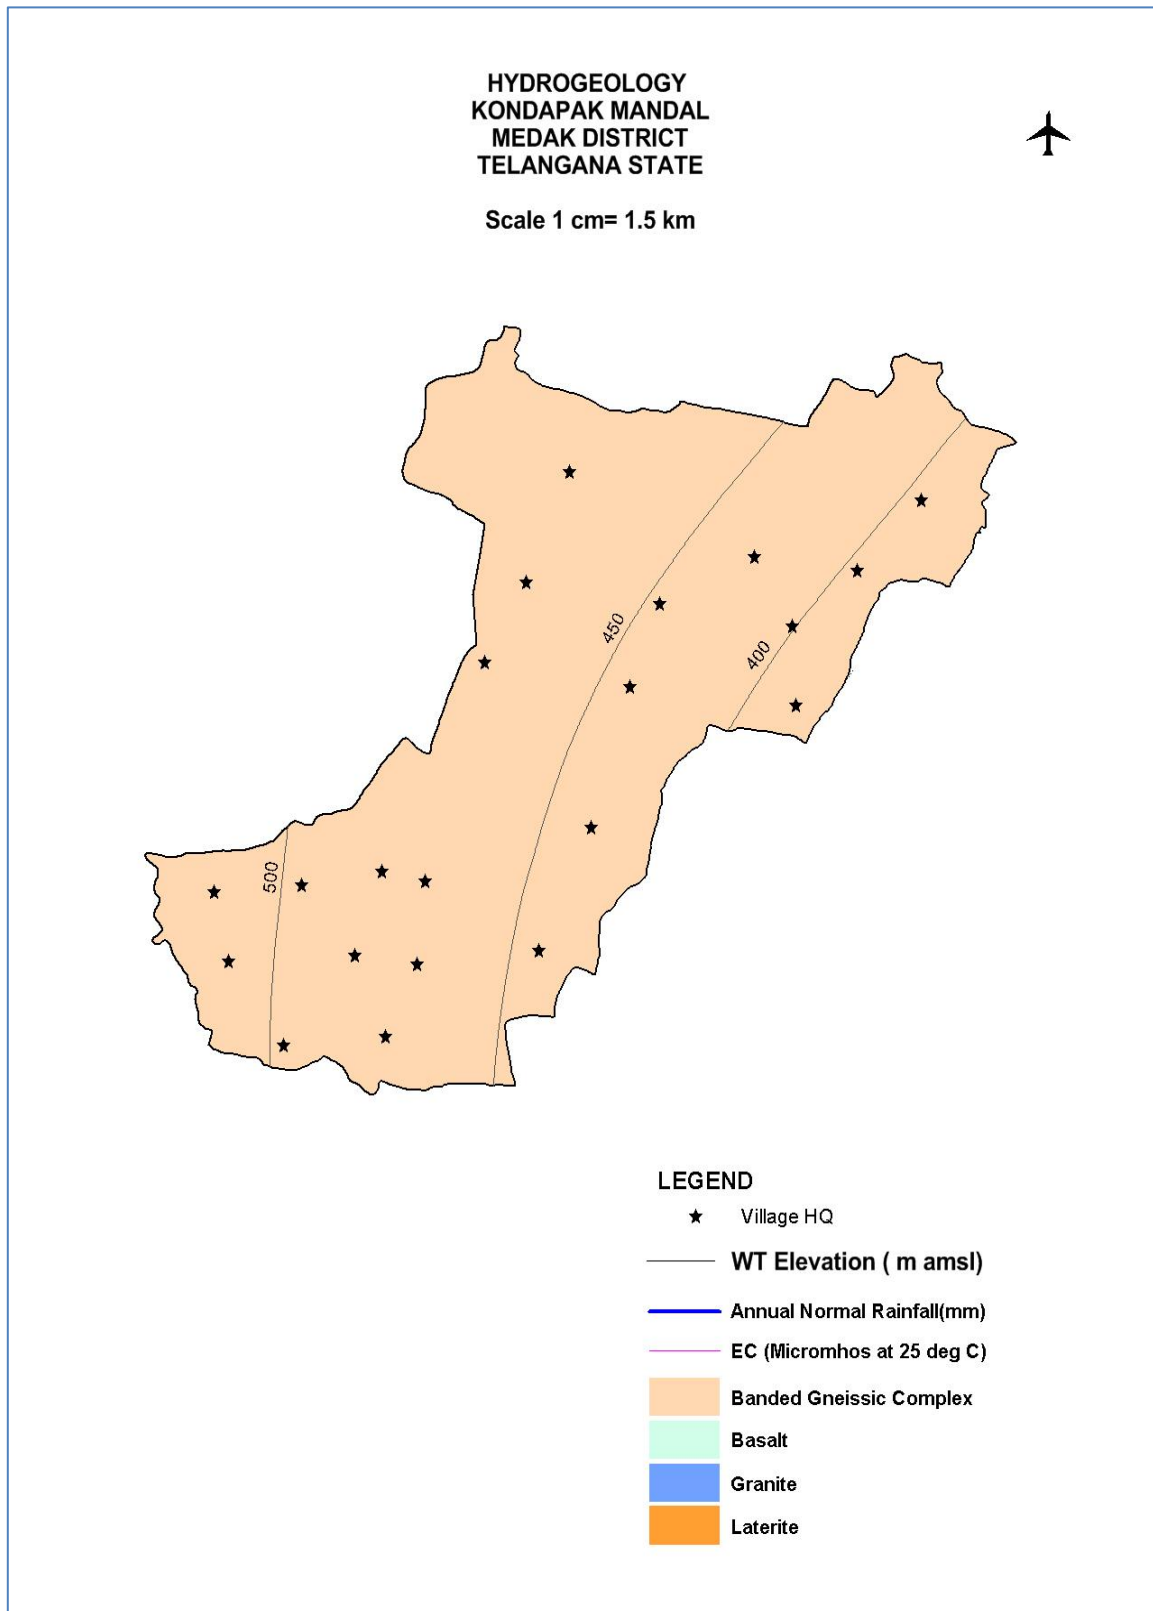 HYDROGEOLOGY
KONDAPAK MANDAL
MEDAK DISTRICT
TELANGANA STATE
Scale 1 cm= 1.5 km
450
400
500
LEGEND
Village HQ
WT Elevation ( m amsl)
Annual Normal Rainfall(mm)
EC (Micromhos at 25 deg C)
Banded Gneissic Complex
Basalt
Granite
Laterite